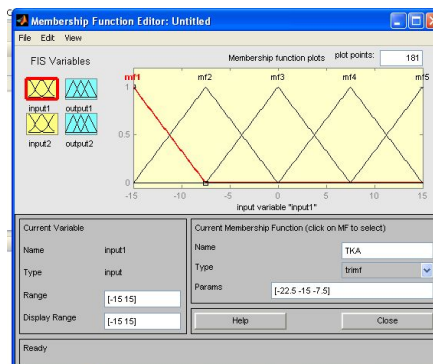 Membership Function Editor: Untitled
File Edit View
FIS Variables
Membership function plots plot points: 181
input1 output1
input2 output2
mf1 mf2 mf3 mf4 mf5
1
0.5
0
-15 -10 -5 0 5 10 15
input variable "input1"
Current Variable
Name input1
Type input
Range [-15 15]
Display Range [-15 15]
Current Membership Function (click on MF to select)
Name TKA
Type trimf
Params [-22.5 -15 -7.5]
Help Close
Ready